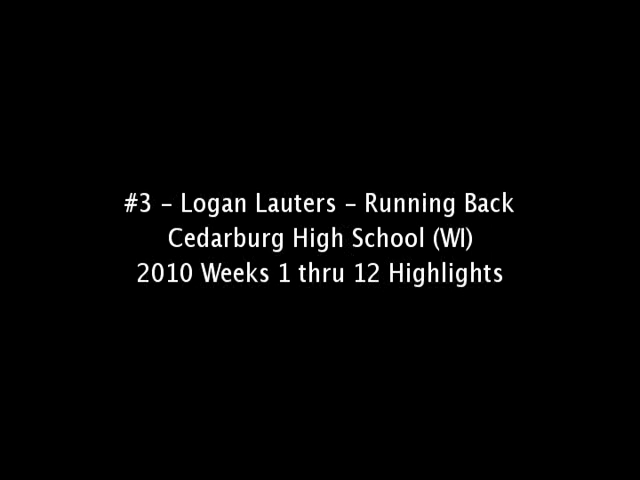 #3 – Logan Lauters – Running Back
Cedarburg High School (WI)
2010 Weeks 1 thru 12 Highlights